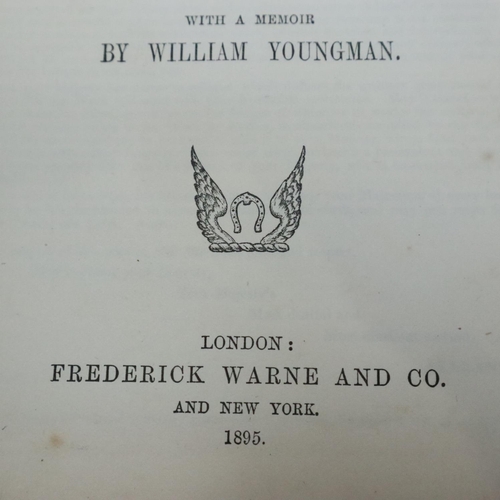 WITH A MEMOIR
BY WILLIAM YOUNGMAN.
LONDON:
FREDERICK WARNE AND CO.
AND NEW YORK.
1895.